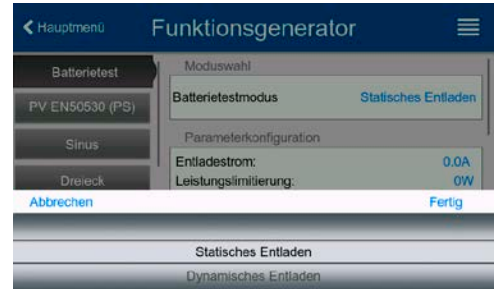 Hauptmenü
Funktionsgenerator
Batterietest
PV EN50530 (PS)
Sinus
Dreieck
Moduswahl
Batterietestmodus Statisches Entladen
Parameterkonfiguration
Entladestrom: 0.0A
Leistungslimitierung: 0W
Abbrechen Fertig
Statisches Entladen
Dynamisches Entladen